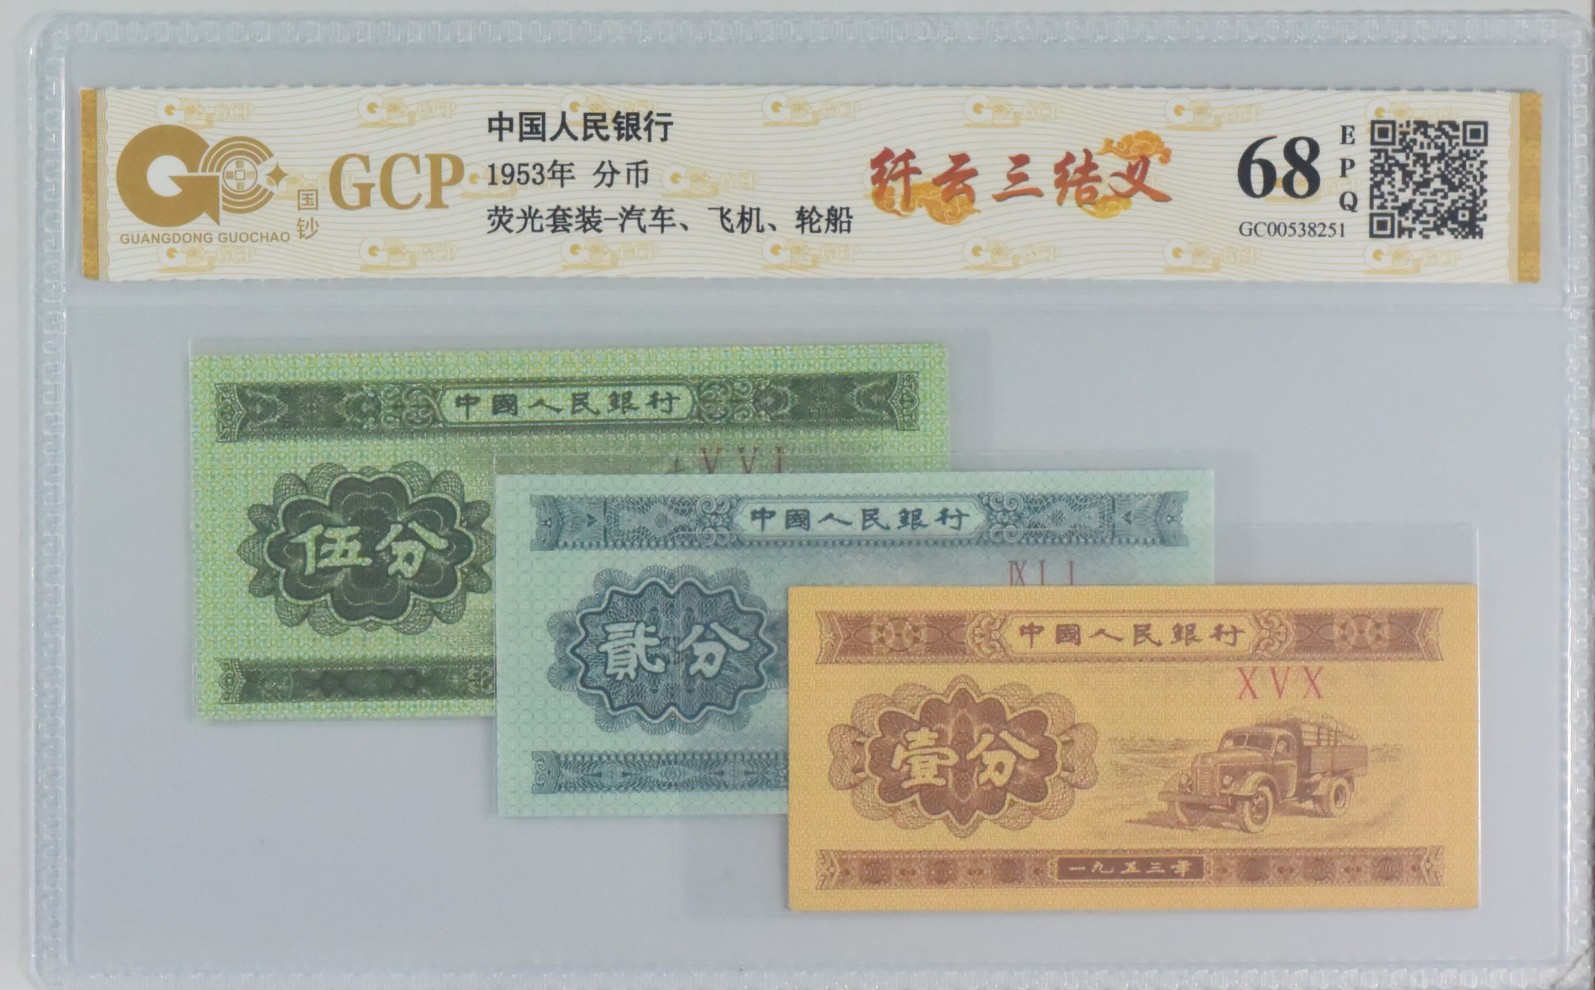 中国人民银行
1953年 分币
荧光套装-汽车、飞机、轮船
GCP
国钞
GUANGDONG GUOCHAO
纤云三结义
68
EPQ
GC00538251
中國人民銀行
V V I
伍分
中國人民銀行
IX I I
貳分
中國人民銀行
X V X
壹分
一九五三年